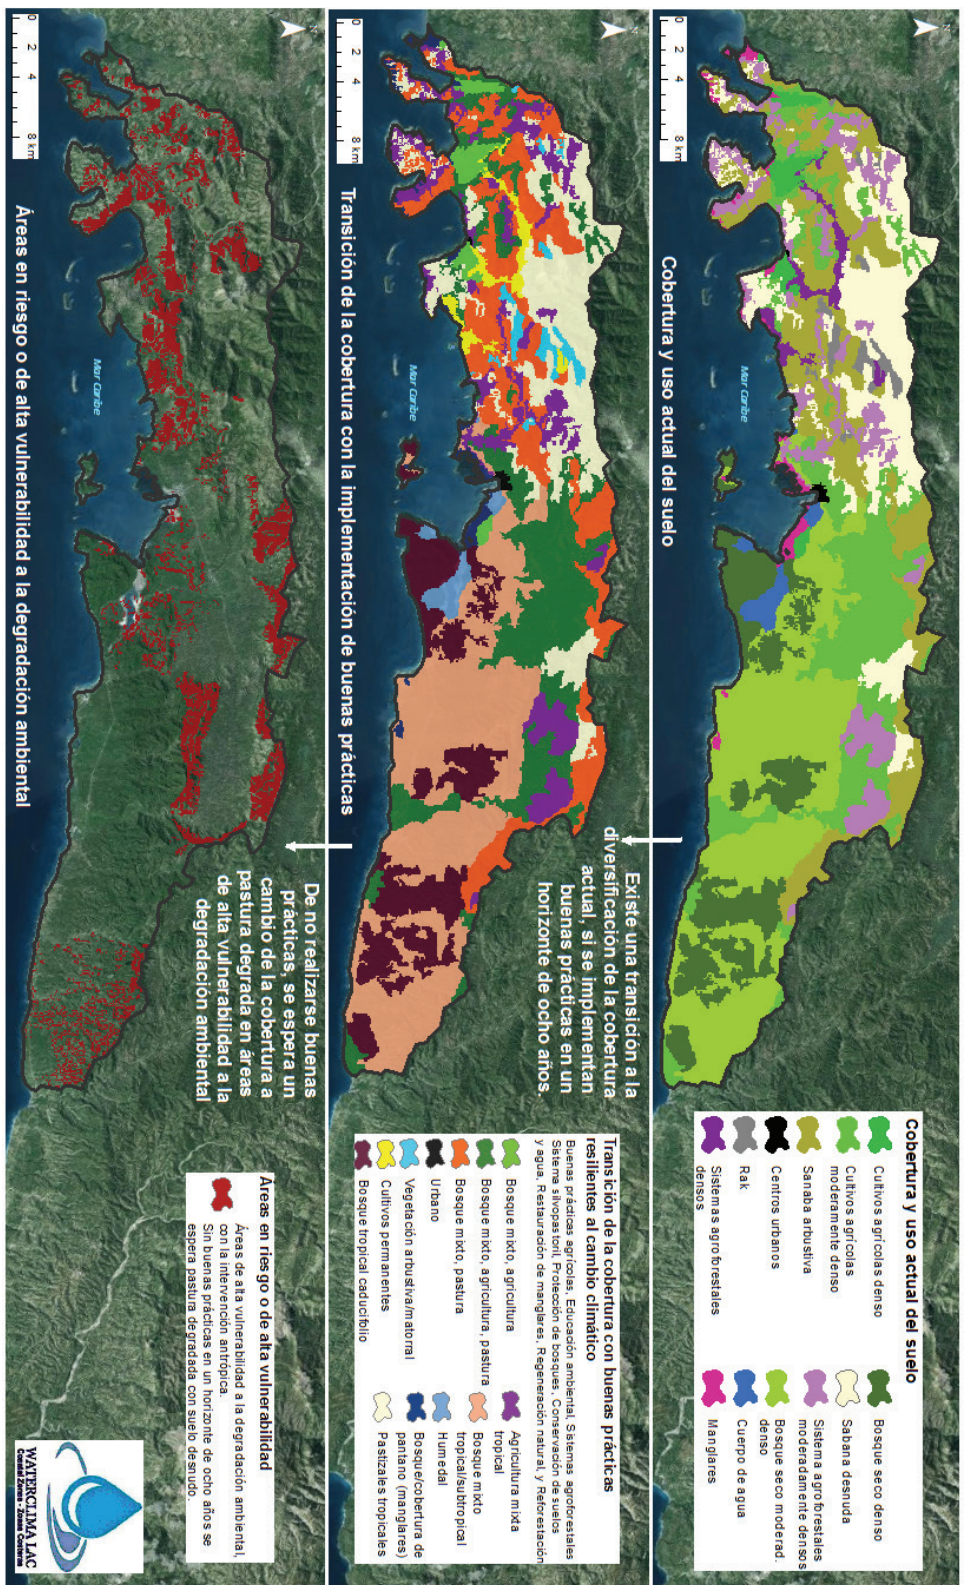 Cobertura y uso actual del suelo
Mar Caribe
N
0 2 4 8 km
Existe una transición a la
diversificación de la cobertura
actual, si se implementan
buenas prácticas en un
horizonte de ocho años.
Cobertura y uso actual del suelo
Cultivos agrícolas denso
Cultivos agrícolas
moderamente denso
Sanaba arbustiva
Centros urbanos
Rak
Sistemas agroforestales
densos
Bosque seco denso
Sabana desnuda
Sistema agroforestales
moderadamente densos
Bosque seco moderad.
denso
Cuerpo de agua
Manglares
Transición de la cobertura con la implementación de buenas prácticas
Mar Caribe
N
0 2 4 8 km
De no realizarse buenas
prácticas, se espera un
cambio de la cobertura a
pastura degradada en áreas
de alta vulnerabilidad a la
degradación ambiental
Transición de la cobertura con buenas prácticas
resilientes al cambio climático
Buenas prácticas agrícolas, Educación ambiental, Sistemas agroforestales
Sistema silvopastoril, Protección de bosques, Conservación de suelos
y agua, Restauración de manglares, Regeneración natural, y Reforestación
Bosque mixto, agricultura
Bosque mixto, agricultura, pastura
Bosque mixto, pastura
Urbano
Vegetación arbustiva/matorral
Cultivos permanentes
Bosque tropical caducifolio
Agricultura mixta
tropical
Bosque mixto
tropical/subtropical
Humedal
Bosque/cobertura de
pantano (manglares)
Pastizales tropicales
Áreas en riesgo o de alta vulnerabilidad a la degradación ambiental
Mar Caribe
N
0 2 4 8 km
Áreas en riesgo o de alta vulnerabilidad
Áreas de alta vulnerabilidad a la degradación ambiental,
con la intervención antrópica.
Sin buenas prácticas en un horizonte de ocho años se
espera pastura degradada con suelo desnudo.
WATERCLIMA LAC
Coastal Zones - Zonas Costeras